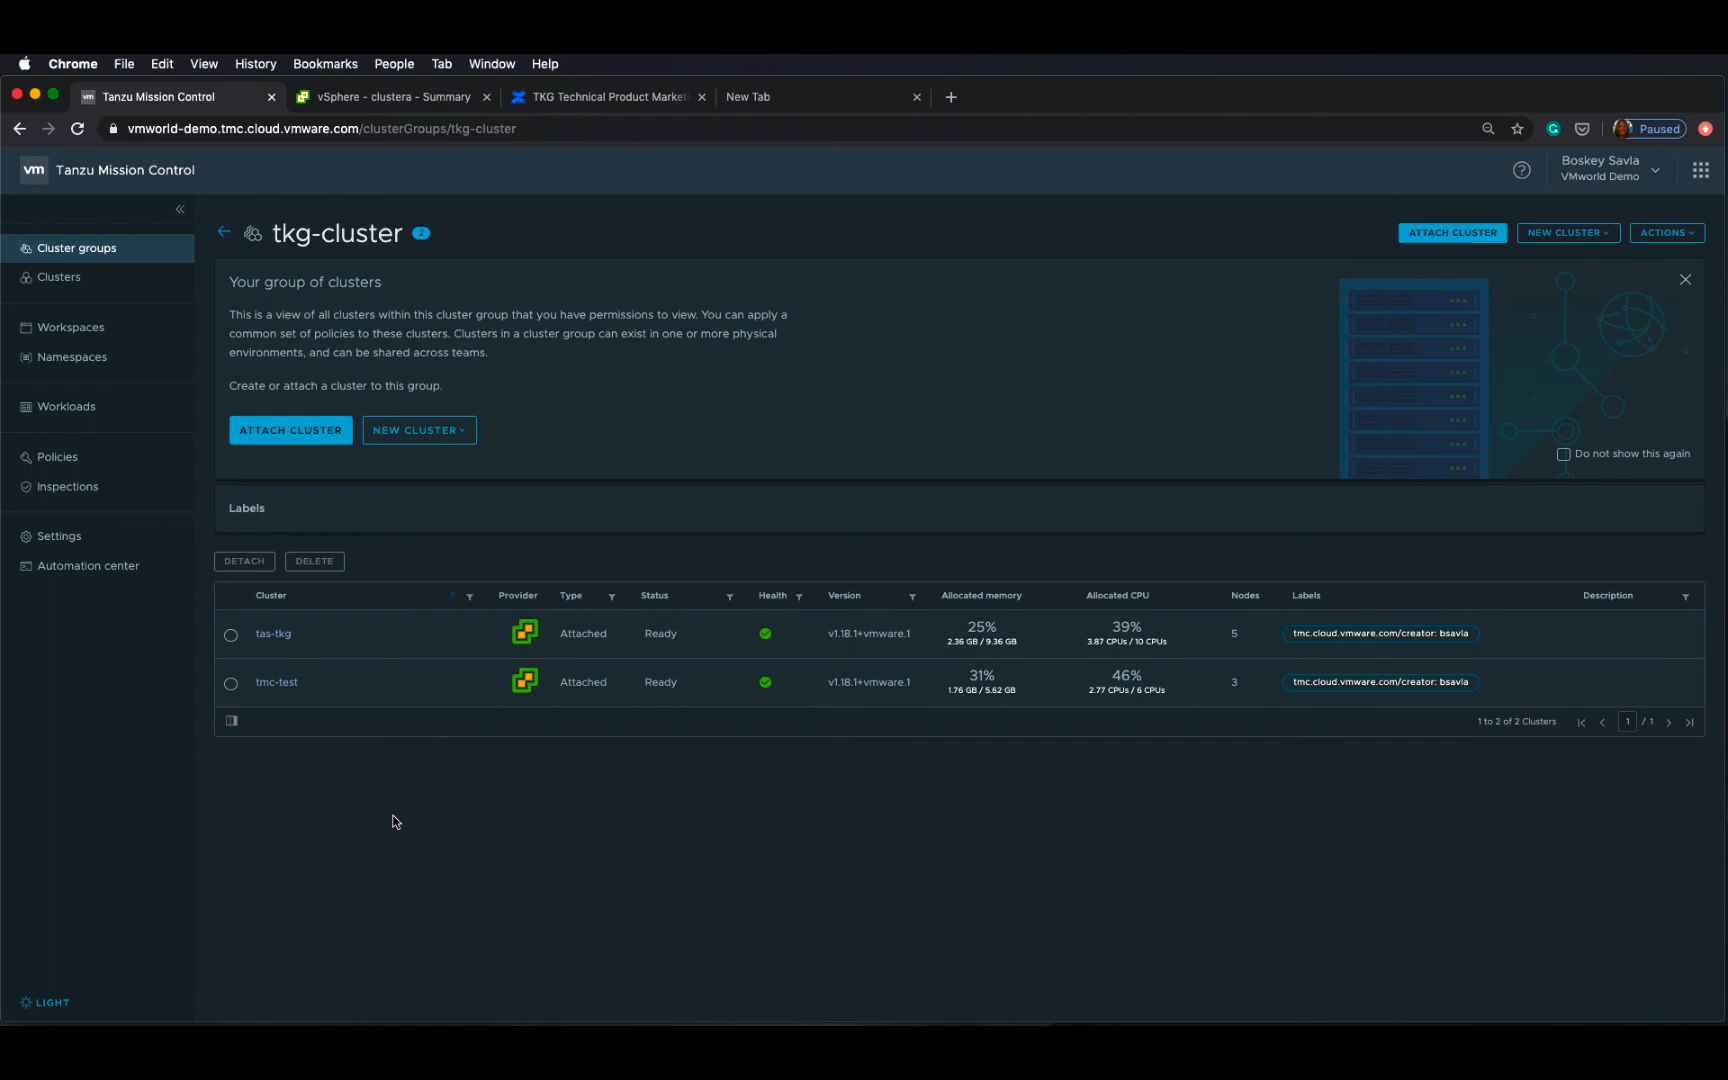 Chrome File Edit View History Bookmarks People Tab Window Help
Tanzu Mission Control
vSphere - clustera - Summary
TKG Technical Product Market
New Tab
vmworld-demo.tmc.cloud.vmware.com/clusterGroups/tkg-cluster
Paused
vm Tanzu Mission Control
Boskey Savla
VMworld Demo
Cluster groups
Clusters
Workspaces
Namespaces
Workloads
Policies
Inspections
Settings
Automation center
LIGHT
tkg-cluster 2
ATTACH CLUSTER NEW CLUSTER ACTIONS
Your group of clusters
This is a view of all clusters within this cluster group that you have permissions to view. You can apply a
common set of policies to these clusters. Clusters in a cluster group can exist in one or more physical
environments, and can be shared across teams.
Create or attach a cluster to this group.
ATTACH CLUSTER NEW CLUSTER
Do not show this again
Labels
DETACH DELETE
Cluster Provider Type Status Health Version Allocated memory Allocated CPU Nodes Labels Description
tas-tkg Attached Ready v1.18.1+vmware.1 25% 39% 5 tmc.cloud.vmware.com/creator: bsavla
2.36 GB / 9.36 GB 3.87 CPUs / 10 CPUs
tmc-test Attached Ready v1.18.1+vmware.1 31% 46% 3 tmc.cloud.vmware.com/creator: bsavla
1.76 GB / 5.62 GB 2.77 CPUs / 6 CPUs
1 to 2 of 2 Clusters 1 / 1